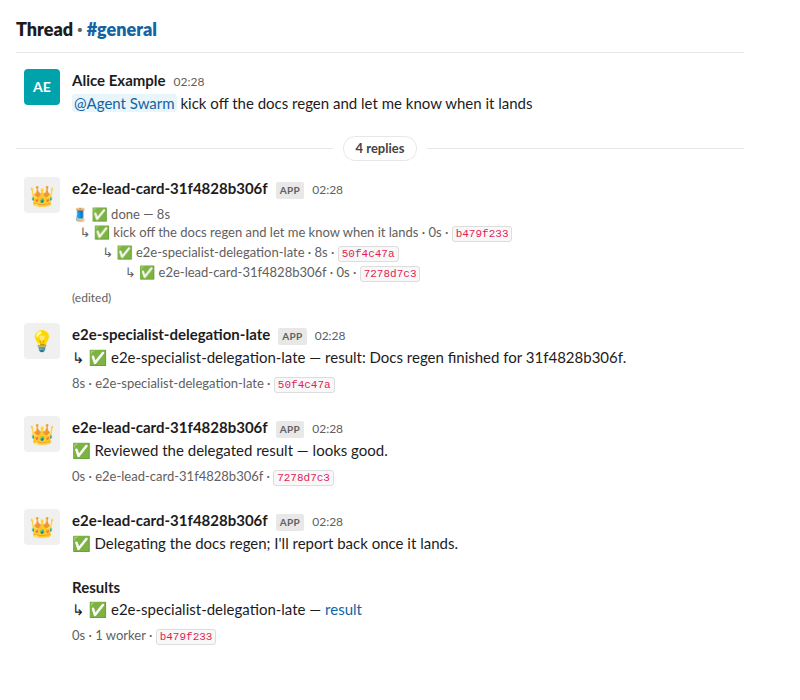 Thread · #general
AE
Alice Example 02:28
@Agent Swarm kick off the docs regen and let me know when it lands
4 replies
e2e-lead-card-31f4828b306f APP 02:28
🧵 ✅ done — 8s
↳ ✅ kick off the docs regen and let me know when it lands · 0s · b479f233
↳ ✅ e2e-specialist-delegation-late · 8s · 50f4c47a
↳ ✅ e2e-lead-card-31f4828b306f · 0s · 7278d7c3
(edited)
e2e-specialist-delegation-late APP 02:28
↳ ✅ e2e-specialist-delegation-late — result: Docs regen finished for 31f4828b306f.
8s · e2e-specialist-delegation-late · 50f4c47a
e2e-lead-card-31f4828b306f APP 02:28
✅ Reviewed the delegated result — looks good.
0s · e2e-lead-card-31f4828b306f · 7278d7c3
e2e-lead-card-31f4828b306f APP 02:28
✅ Delegating the docs regen; I'll report back once it lands.
Results
↳ ✅ e2e-specialist-delegation-late — result
0s · 1 worker · b479f233